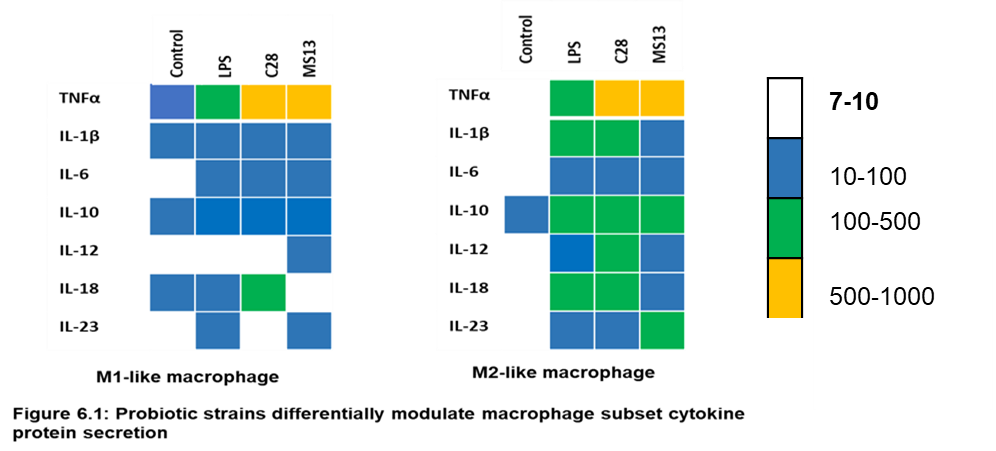 Control LPS C28 MS13
TNFα
IL-1β
IL-6
IL-10
IL-12
IL-18
IL-23
M1-like macrophage
Control LPS C28 MS13
TNFα
IL-1β
IL-6
IL-10
IL-12
IL-18
IL-23
M2-like macrophage
7-10
10-100
100-500
500-1000
Figure 6.1: Probiotic strains differentially modulate macrophage subset cytokine
protein secretion